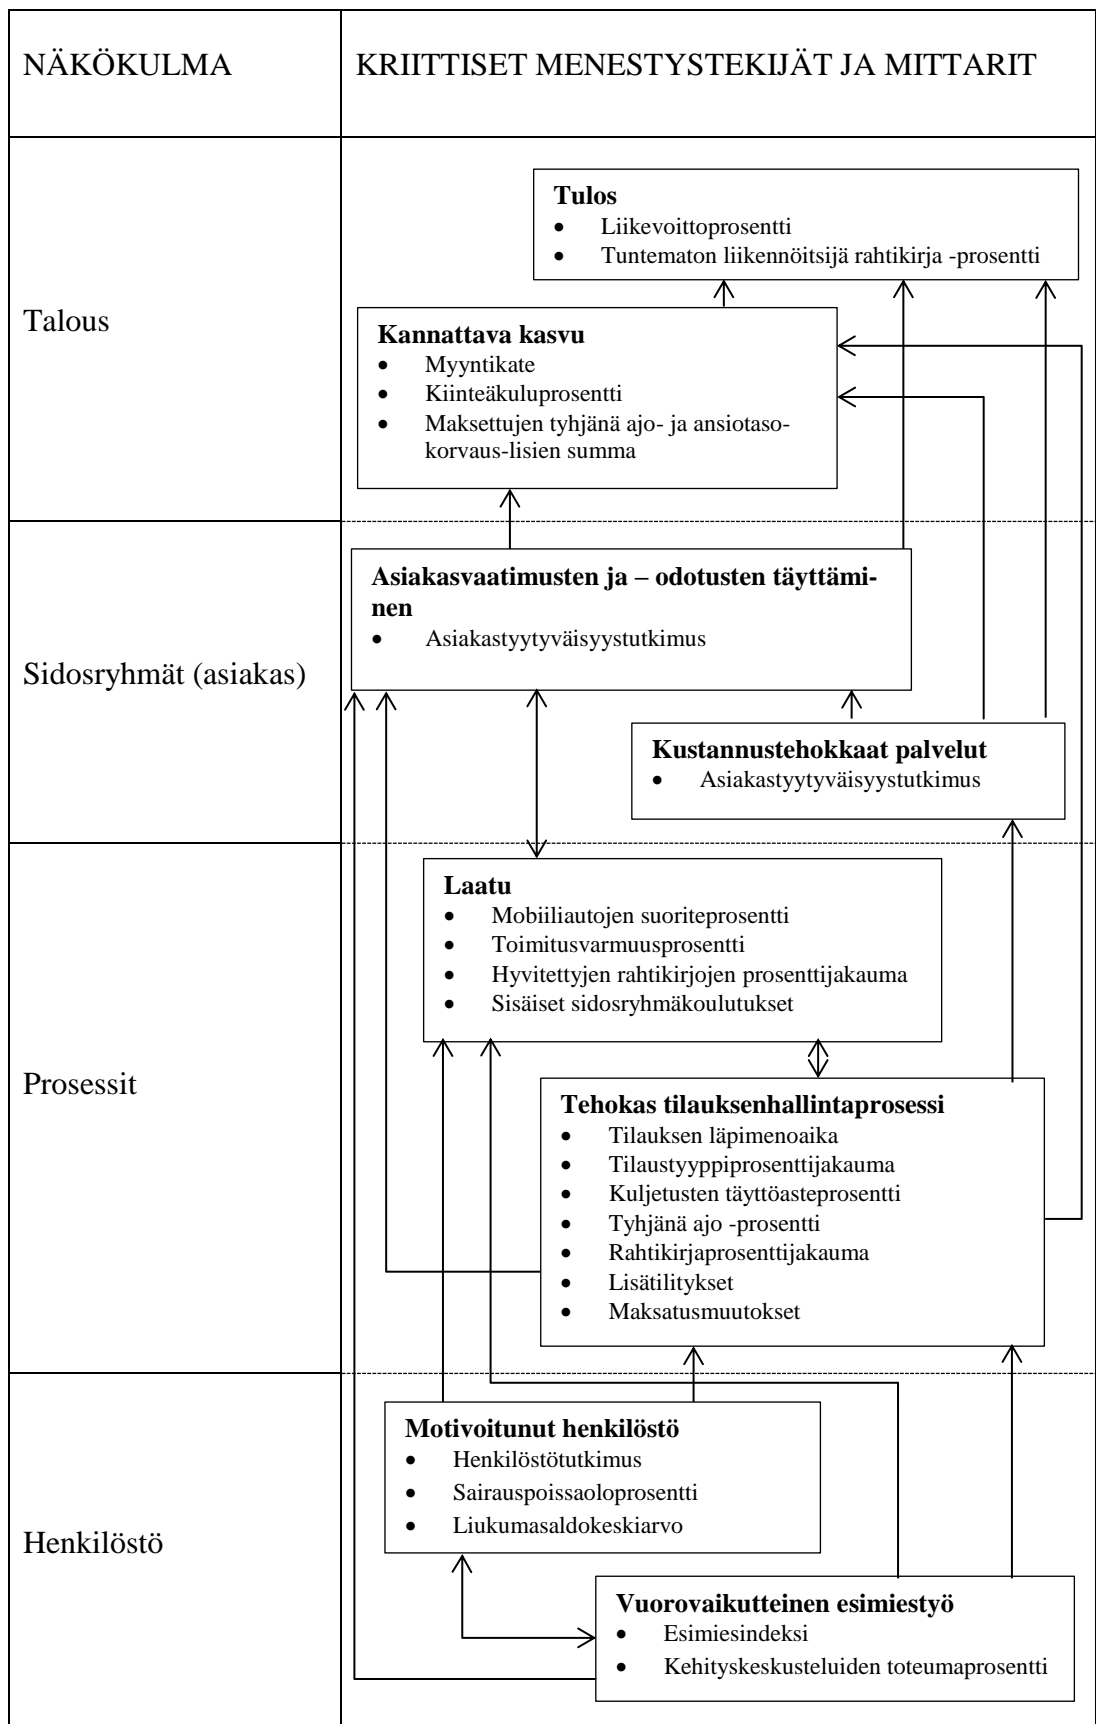 NÄKÖKULMA
KRIITTISET MENESTYSTEKIJÄT JA MITTARIT
Talous
Tulos
• Liikevoittoprosentti
• Tuntematon liikennöitsijä rahtikirja -prosentti
Kannattava kasvu
• Myyntikate
• Kiinteäkuluprosentti
• Maksettujen tyhjänä ajo- ja ansiotaso-
korvaus-lisien summa
Sidosryhmät (asiakas)
Asiakasvaatimusten ja – odotusten täyttämi-
nen
• Asiakastyytyväisyystutkimus
Kustannustehokkaat palvelut
• Asiakastyytyväisyystutkimus
Prosessit
Laatu
• Mobiiliautojen suoriteprosentti
• Toimitusvarmuusprosentti
• Hyvitettyjen rahtikirjojen prosenttijakauma
• Sisäiset sidosryhmäkoulutukset
Tehokas tilauksenhallintaprosessi
• Tilauksen läpimenoaika
• Tilaustyyppiprosenttijakauma
• Kuljetusten täyttöasteprosentti
• Tyhjänä ajo -prosentti
• Rahtikirjaprosenttijakauma
• Lisätilitykset
• Maksatusmuutokset
Henkilöstö
Motivoitunut henkilöstö
• Henkilöstötutkimus
• Sairauspoissaoloprosentti
• Liukumasaldokeskiarvo
Vuorovaikutteinen esimiestyö
• Esimiesindeksi
• Kehityskeskusteluiden toteumaprosentti